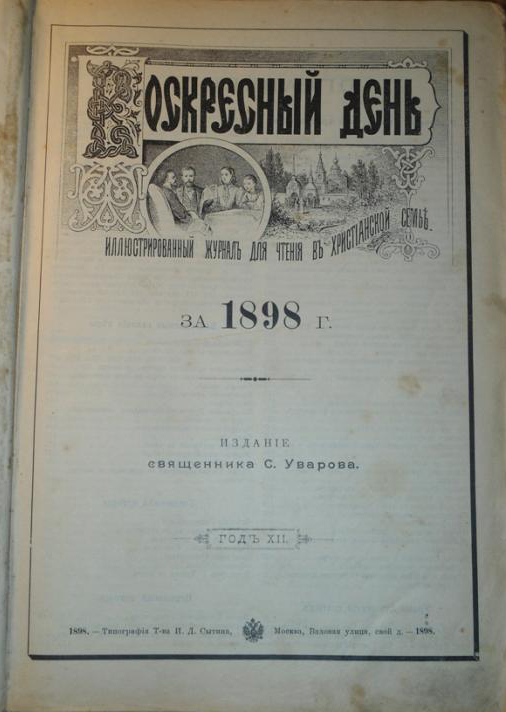 ВОСКРЕСНЫЙ ДЕНЬ
ИЛЛЮСТРИРОВАННЫЙ ЖУРНАЛЪ ДЛЯ ЧТЕНІЯ ВЪ ХРИСТІАНСКОЙ СЕМЬѢ
ЗА 1898 Г.
ИЗДАНІЕ
священника С. Уварова.
ГОДЪ XII.
1898. — Типографія Т-ва И. Д. Сытина, Москва, Валовая улица, свой д. — 1898.